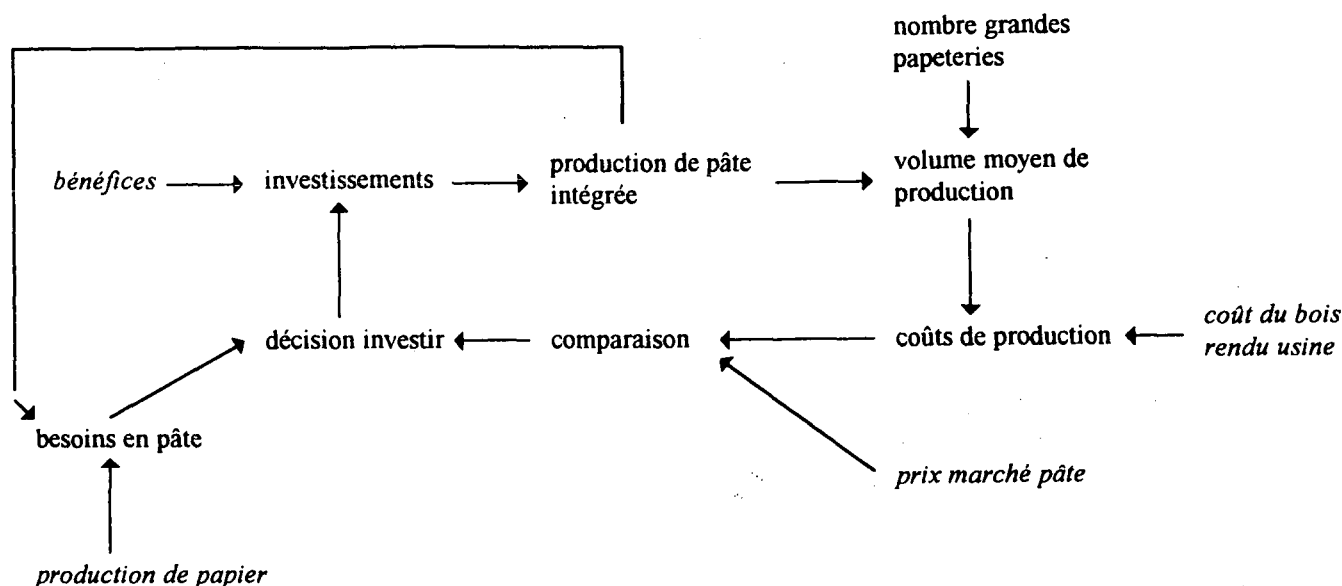 nombre grandes
papeteries
bénéfices
investissements
production de pâte
intégrée
volume moyen de
production
décision investir
comparaison
coûts de production
coût du bois
rendu usine
besoins en pâte
prix marché pâte
production de papier